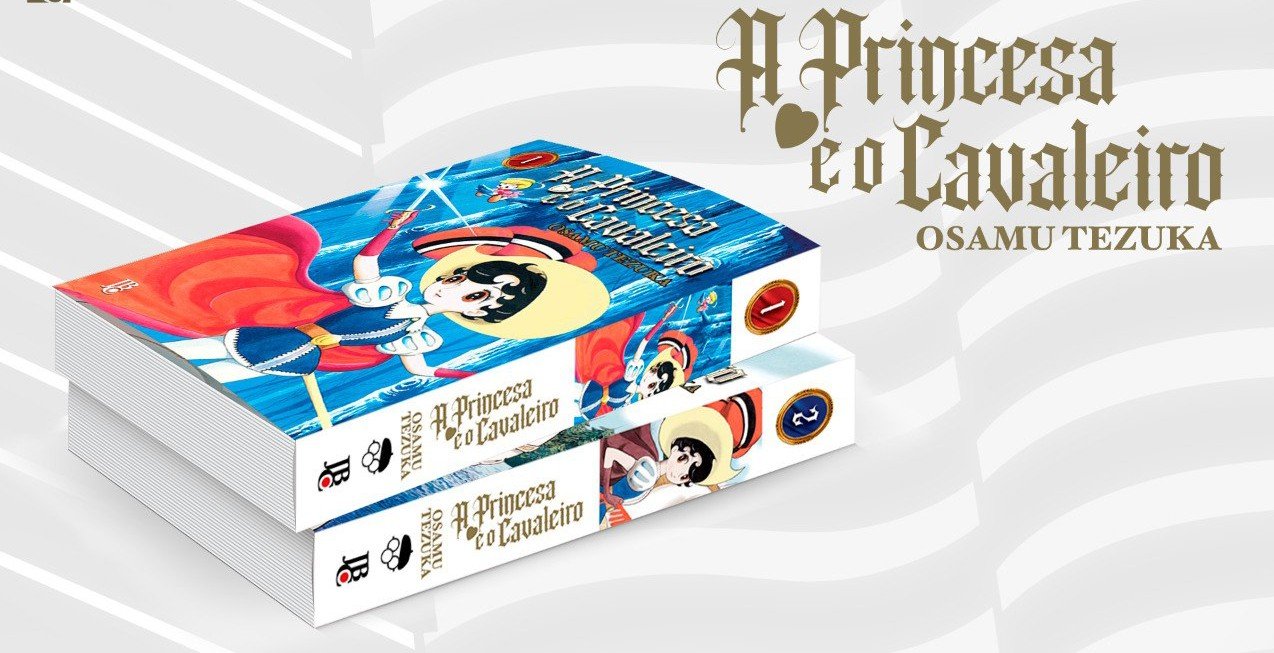 A Princesa
e o Cavaleiro
OSAMU TEZUKA
1
A Princesa
e o Cavaleiro
OSAMU TEZUKA
JBC
1
A Princesa
e o Cavaleiro
OSAMU
TEZUKA
JBC
2
A Princesa
e o Cavaleiro
OSAMU
TEZUKA
JBC